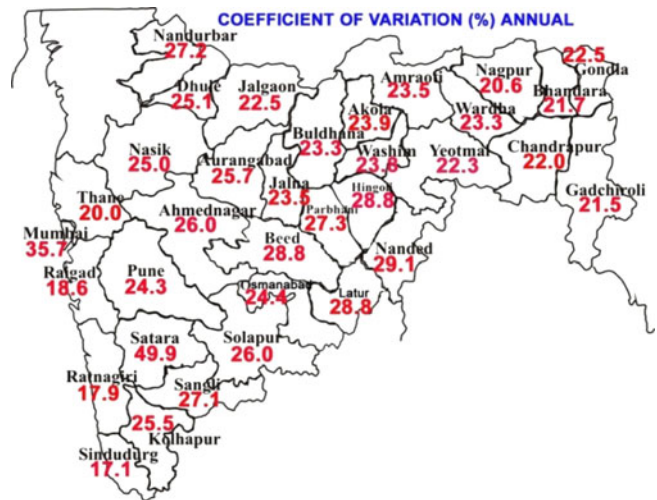 COEFFICIENT OF VARIATION (%) ANNUAL
Nandurbar
27.2
Dhule
25.1
Jalgaon
22.5
Amraoti
23.5
Nagpur
20.6
22.5
Gondia
Bhandara
21.7
Akola
23.9
Wardha
23.3
Buldhana
23.3
Washim
23.8
Yeotmal
22.3
Chandrapur
22.0
Nasik
25.0
Aurangabad
25.7
Jalna
23.5
Hingoli
28.8
Gadchiroli
21.5
Thane
20.0
Ahmednagar
26.0
Parbhani
27.3
Mumbai
35.7
Beed
28.8
Nanded
29.1
Raigad
18.6
Pune
24.3
Osmanabad
24.4
Latur
28.8
Satara
49.9
Solapur
26.0
Ratnagiri
17.9
Sangli
27.1
25.5
Kolhapur
Sindudurg
17.1